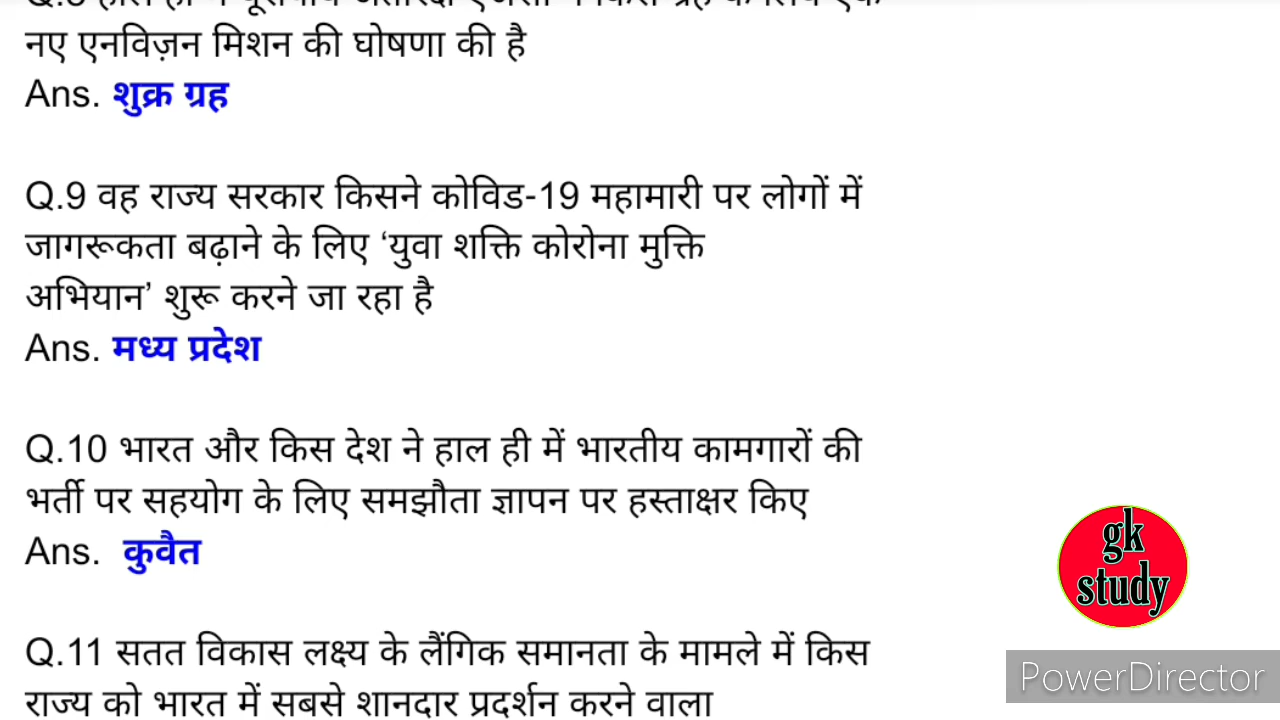 नए एनविज़न मिशन की घोषणा की है
Ans. शुक्र ग्रह
Q.9 वह राज्य सरकार किसने कोविड-19 महामारी पर लोगों में
जागरूकता बढ़ाने के लिए ‘युवा शक्ति कोरोना मुक्ति
अभियान’ शुरू करने जा रहा है
Ans. मध्य प्रदेश
Q.10 भारत और किस देश ने हाल ही में भारतीय कामगारों की
भर्ती पर सहयोग के लिए समझौता ज्ञापन पर हस्ताक्षर किए
Ans. कुवैत
Q.11 सतत विकास लक्ष्य के लैंगिक समानता के मामले में किस
राज्य को भारत में सबसे शानदार प्रदर्शन करने वाला
gk
study
PowerDirector